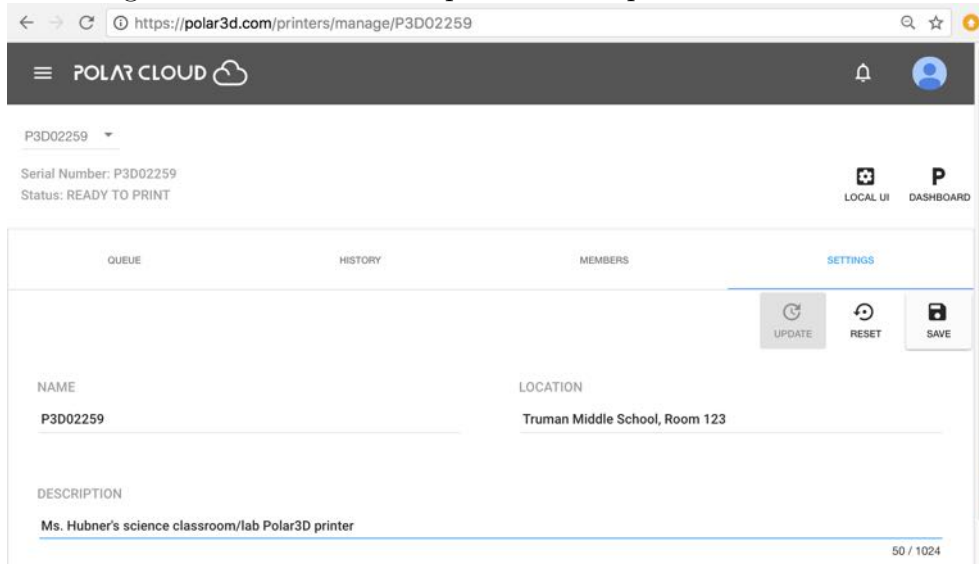 https://polar3d.com/printers/manage/P3D02259
POLAR CLOUD
P3D02259
Serial Number: P3D02259
Status: READY TO PRINT
P
LOCAL UI DASHBOARD
QUEUE HISTORY MEMBERS SETTINGS
UPDATE RESET SAVE
NAME LOCATION
P3D02259 Truman Middle School, Room 123
DESCRIPTION
Ms. Hubner's science classroom/lab Polar3D printer
50 / 1024